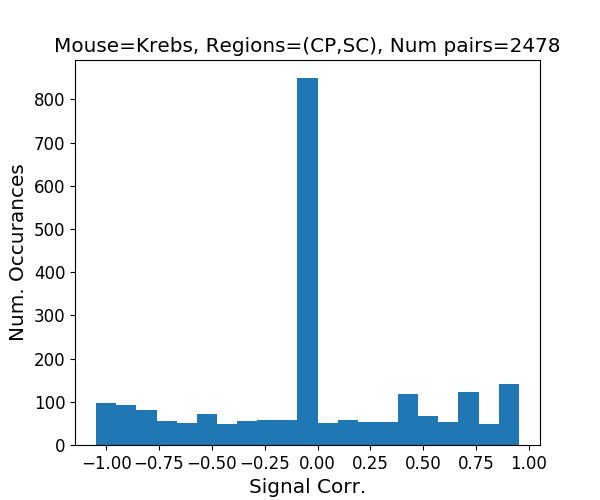 Mouse=Krebs, Regions=(CP,SC), Num pairs=2478
800
700
600
500
400
300
200
100
0
Num. Occurances
−1.00 −0.75 −0.50 −0.25 0.00 0.25 0.50 0.75 1.00
Signal Corr.